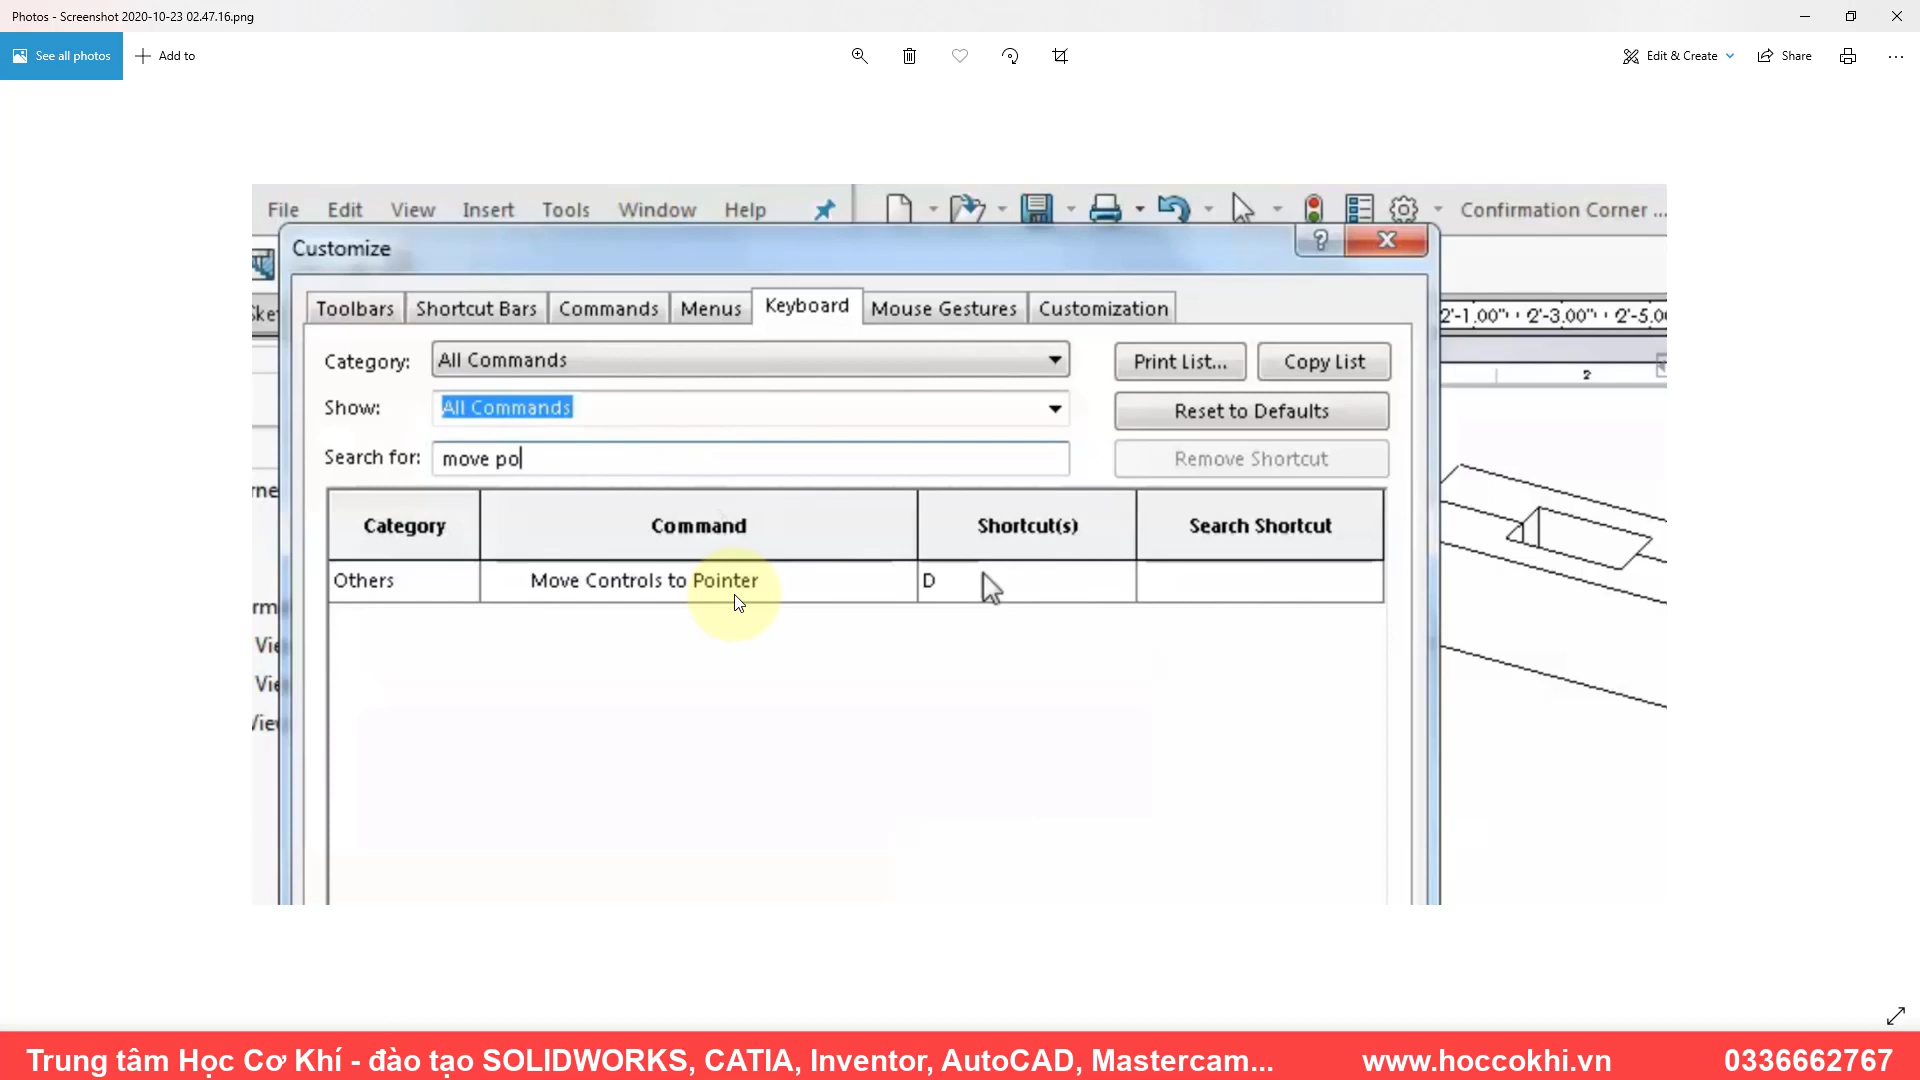 Photos - Screenshot 2020-10-23 02.47.16.png
See all photos
Add to
Edit & Create
Share
File Edit View Insert Tools Window Help
Confirmation Corner ...
Customize
Toolbars Shortcut Bars Commands Menus Keyboard Mouse Gestures Customization
2'-1.00" 2'-3.00" 2'-5.0
Category: All Commands
Print List... Copy List
2
Show: All Commands
Reset to Defaults
Search for: move po
Remove Shortcut
Category Command Shortcut(s) Search Shortcut
Others Move Controls to Pointer D
Trung tâm Học Cơ Khí - đào tạo SOLIDWORKS, CATIA, Inventor, AutoCAD, Mastercam... www.hoccokhi.vn 0336662767